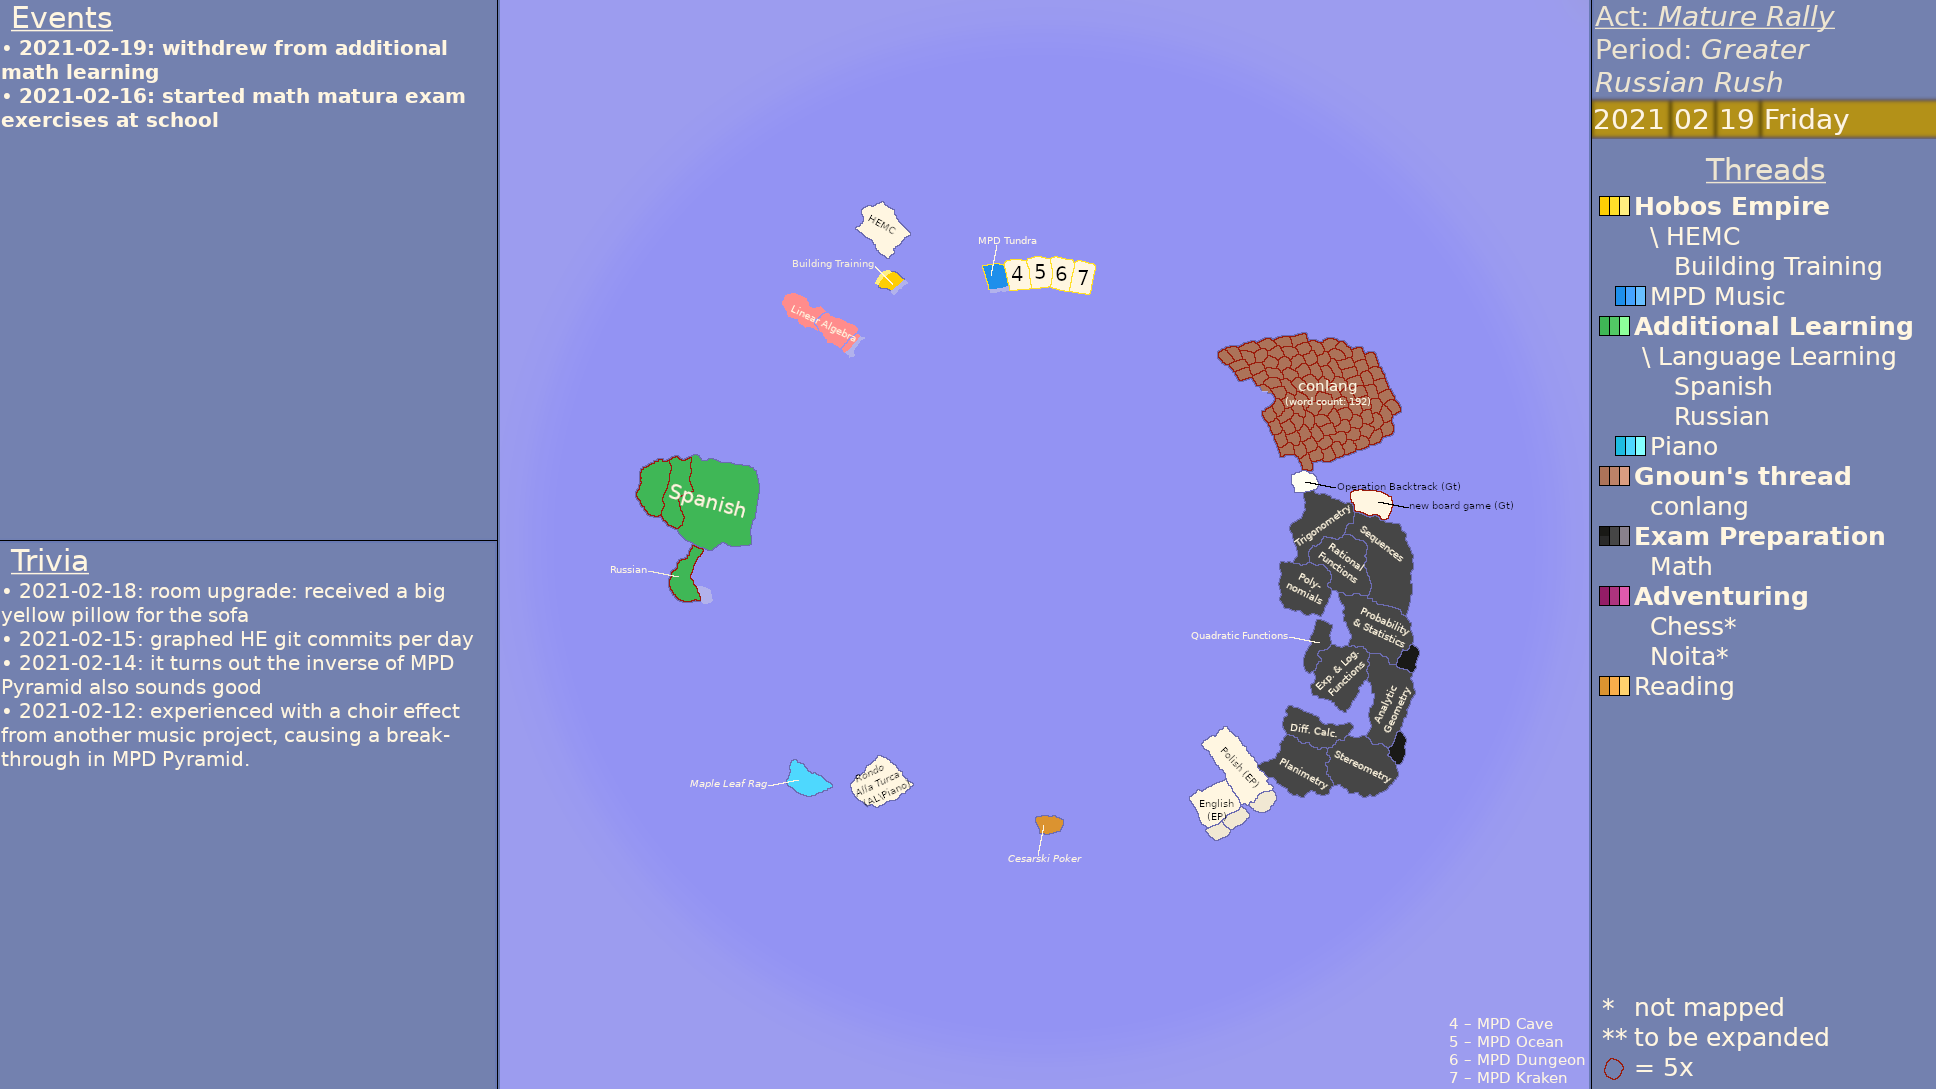 Events
• 2021-02-19: withdrew from additional
math learning
• 2021-02-16: started math matura exam
exercises at school
Trivia
• 2021-02-18: room upgrade: received a big
yellow pillow for the sofa
• 2021-02-15: graphed HE git commits per day
• 2021-02-14: it turns out the inverse of MPD
Pyramid also sounds good
• 2021-02-12: experienced with a choir effect
from another music project, causing a break-
through in MPD Pyramid.
HEMC
Building Training
Linear Algebra
MPD Tundra
4 5 6 7
conlang
(word count: 192)
Operation Backtrack (Gt)
new board game (Gt)
Spanish
Russian
Trigonometry
Sequences
Rational
Functions
Poly-
nomials
Probability
& Statistics
Quadratic Functions
Exp. & Log.
Functions
Analytic
Geometry
Diff. Calc.
Planimetry
Stereometry
Polish (EP)
English
(EP)
Maple Leaf Rag
Rondo
Alla Turca
(AL\Piano)
Cesarski Poker
4 – MPD Cave
5 – MPD Ocean
6 – MPD Dungeon
7 – MPD Kraken
Act: Mature Rally
Period: Greater
Russian Rush
2021 02 19 Friday
Threads
Hobos Empire
\ HEMC
Building Training
MPD Music
Additional Learning
\ Language Learning
Spanish
Russian
Piano
Gnoun's thread
conlang
Exam Preparation
Math
Adventuring
Chess*
Noita*
Reading
* not mapped
** to be expanded
= 5x